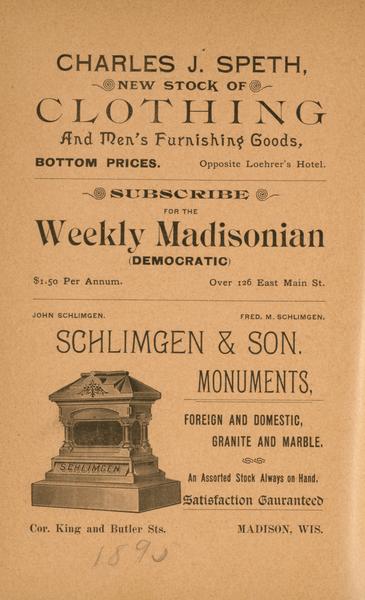 CHARLES J. SPETH,
NEW STOCK OF
CLOTHING
And Men's Furnishing Goods,
BOTTOM PRICES. Opposite Loehrer's Hotel.
SUBSCRIBE
FOR THE
Weekly Madisonian
(DEMOCRATIC)
$1.50 Per Annum. Over 126 East Main St.
JOHN SCHLIMGEN. FRED. M. SCHLIMGEN.
SCHLIMGEN & SON.
MONUMENTS,
FOREIGN AND DOMESTIC,
GRANITE AND MARBLE.
An Assorted Stock Always on Hand.
SCHLIMGEN
Satisfaction Gauranteed
Cor. King and Butler Sts. MADISON, WIS.
1890